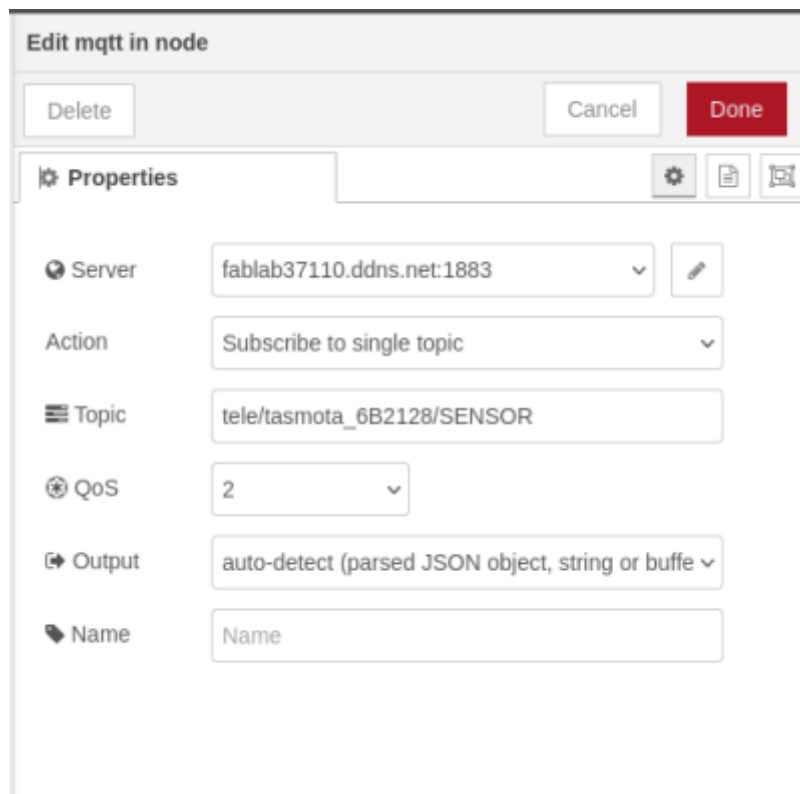 Edit mqtt in node
Delete Cancel Done
Properties
Server fablab37110.ddns.net:1883
Action Subscribe to single topic
Topic tele/tasmota_6B2128/SENSOR
QoS 2
Output auto-detect (parsed JSON object, string or buffe
Name Name